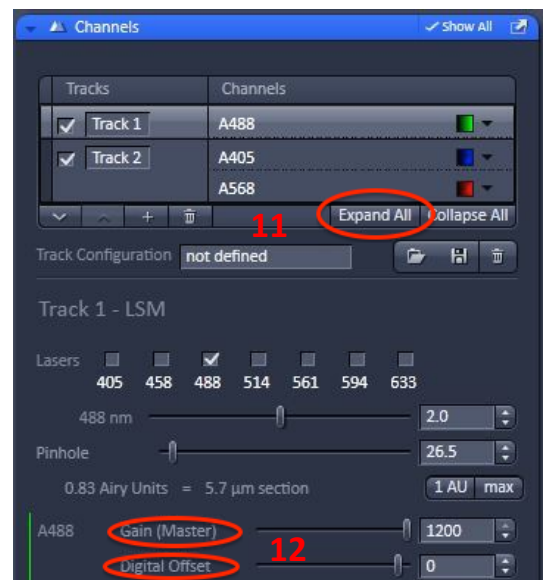 Channels Show All
Tracks Channels
Track 1 A488
Track 2 A405
A568
+ Expand All Collapse All
11
Track Configuration not defined
Track 1 - LSM
Lasers
405 458 488 514 561 594 633
488 nm 2.0
Pinhole 26.5
0.83 Airy Units = 5.7 µm section 1 AU max
A488 Gain (Master) 1200
12
Digital Offset 0